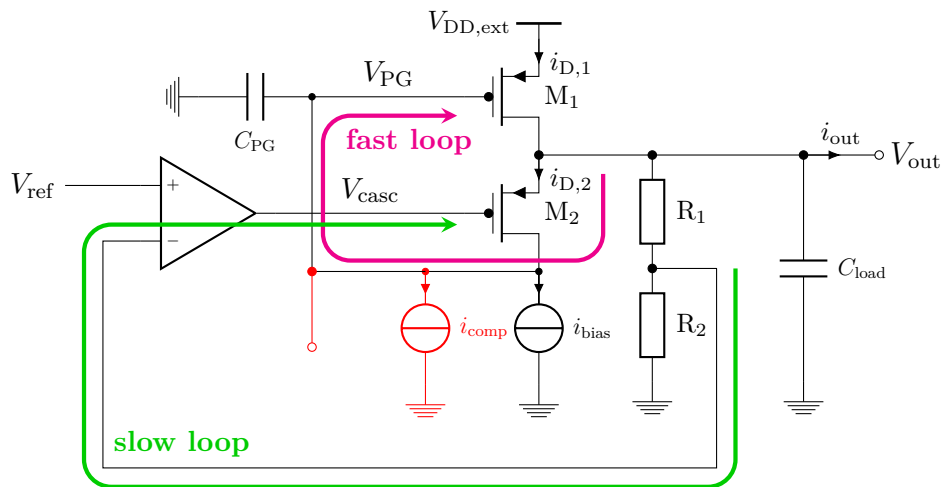 V_DD,ext
i_D,1
V_PG
M_1
C_PG
fast loop
i_out
V_out
V_ref
+
V_casc
i_D,2
M_2
R_1
−
C_load
i_comp
i_bias
R_2
slow loop